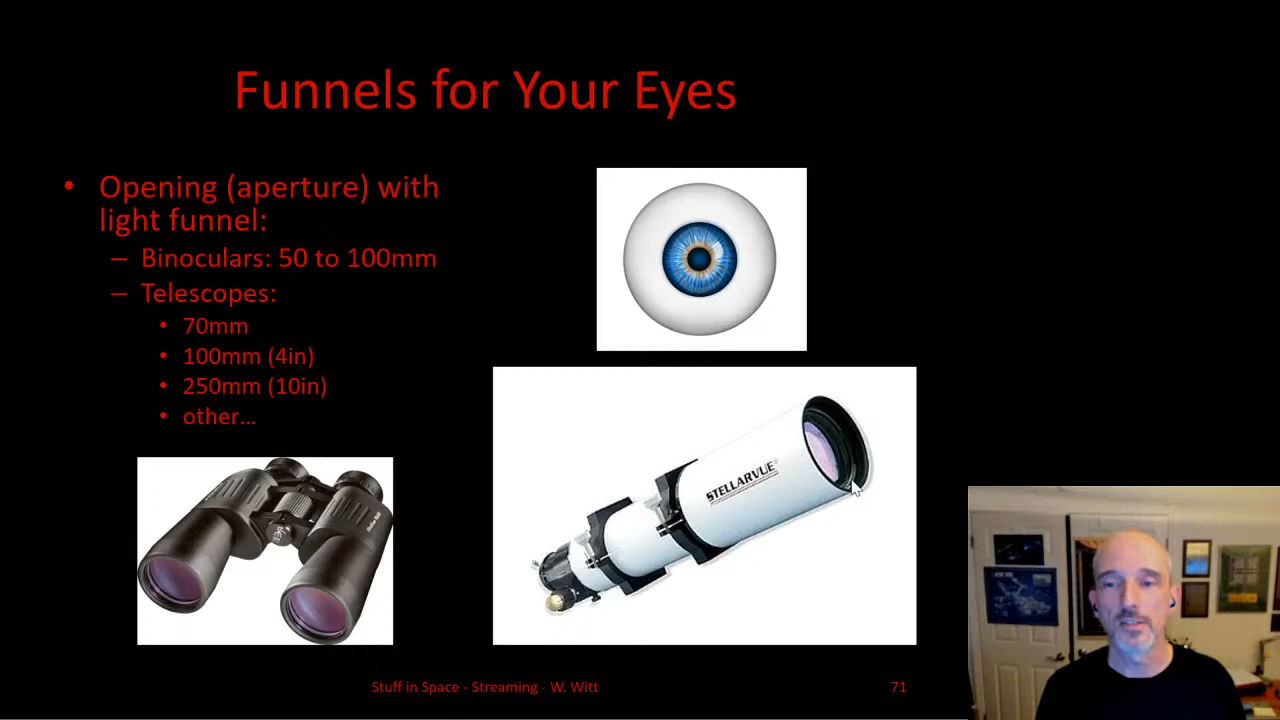 Funnels for Your Eyes
• Opening (aperture) with
light funnel:
– Binoculars: 50 to 100mm
– Telescopes:
• 70mm
• 100mm (4in)
• 250mm (10in)
• other…
STELLARVUE
Stuff in Space - Streaming - W. Witt
71